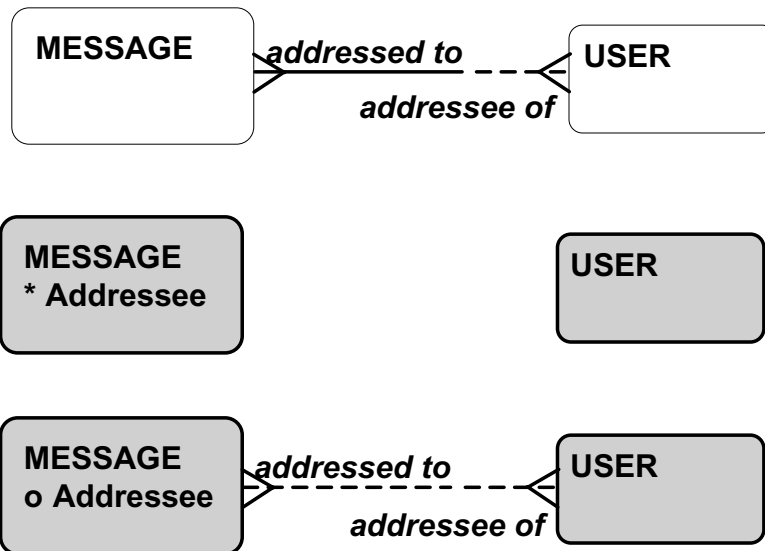 MESSAGE
addressed to
USER
addressee of
MESSAGE
* Addressee
USER
MESSAGE
o Addressee
addressed to
USER
addressee of